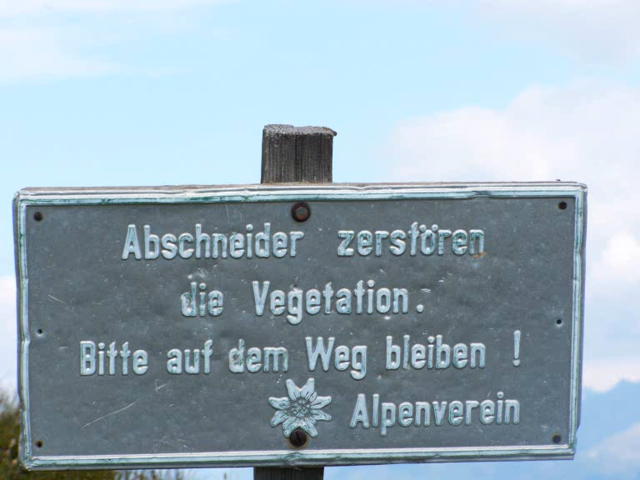 Abschneider zerstören
die Vegetation.
Bitte auf dem Weg bleiben !
Alpenverein